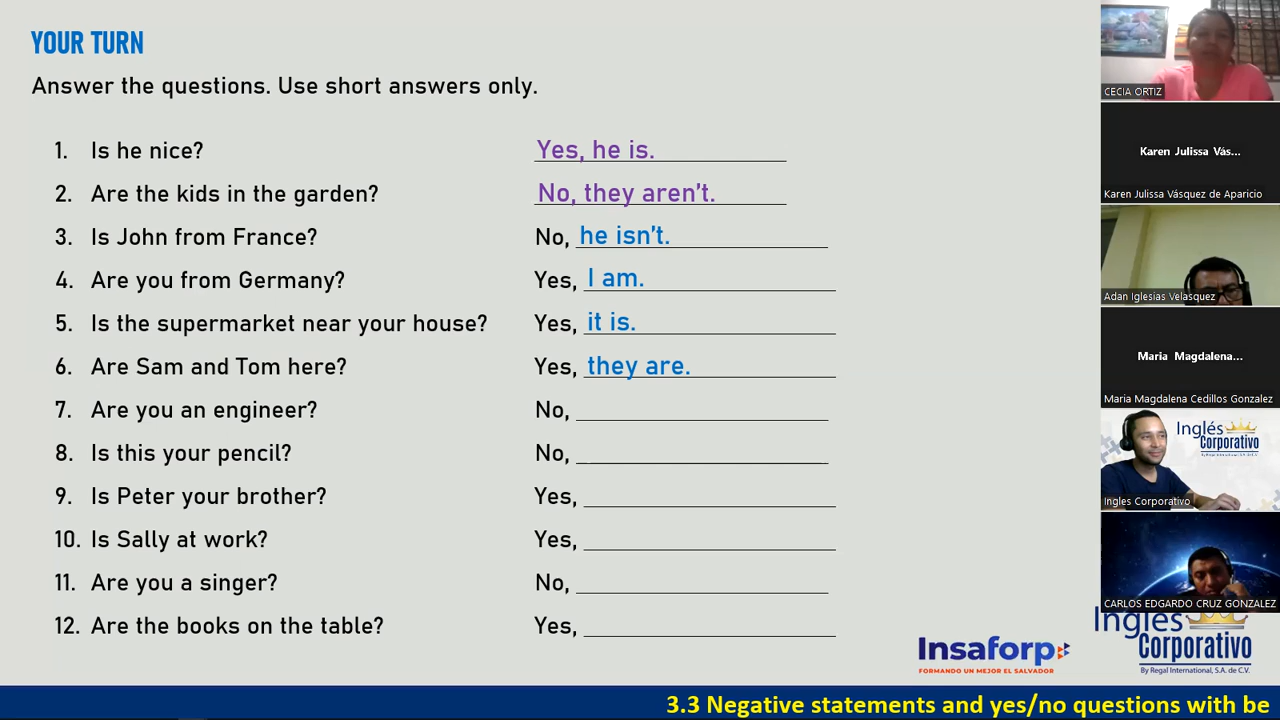 YOUR TURN
Answer the questions. Use short answers only.
1. Is he nice? Yes, he is.
2. Are the kids in the garden? No, they aren't.
3. Is John from France? No, he isn't.
4. Are you from Germany? Yes, I am.
5. Is the supermarket near your house? Yes, it is.
6. Are Sam and Tom here? Yes, they are.
7. Are you an engineer? No,
8. Is this your pencil? No,
9. Is Peter your brother? Yes,
10. Is Sally at work? Yes,
11. Are you a singer? No,
12. Are the books on the table? Yes,
CECIA ORTIZ
Karen Julissa Vás...
Karen Julissa Vásquez de Aparicio
Adan Iglesias Velasquez
Maria Magdalena...
Maria Magdalena Cedillos Gonzalez
Inglés
Corporativo
By Regal International, S.A. de C.V.
Ingles Corporativo
CARLOS EDGARDO CRUZ GONZALEZ
Insaforp
FORMANDO UN MEJOR EL SALVADOR
Inglés
Corporativo
By Regal International, S.A. de C.V.
3.3 Negative statements and yes/no questions with be